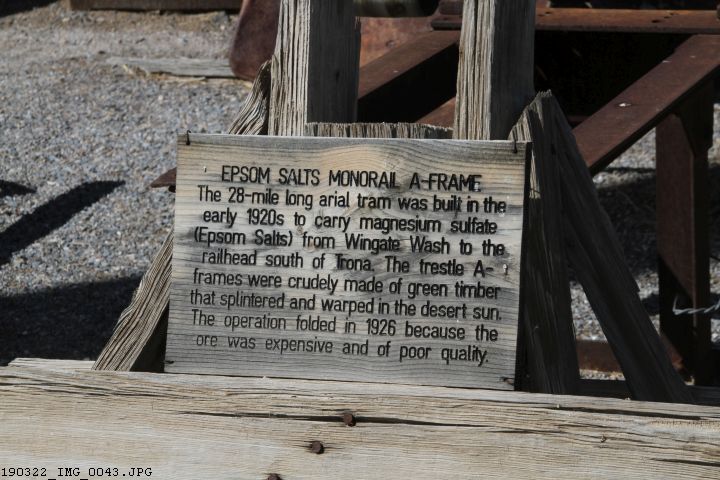 EPSOM SALTS MONORAIL A-FRAME
The 28-mile long arial tram was built in the
early 1920s to carry magnesium sulfate
(Epsom Salts) from Wingate Wash to the
railhead south of Trona. The trestle A-
frames were crudely made of green timber
that splintered and warped in the desert sun.
The operation folded in 1926 because the
ore was expensive and of poor quality.
190322_IMG_0043.JPG